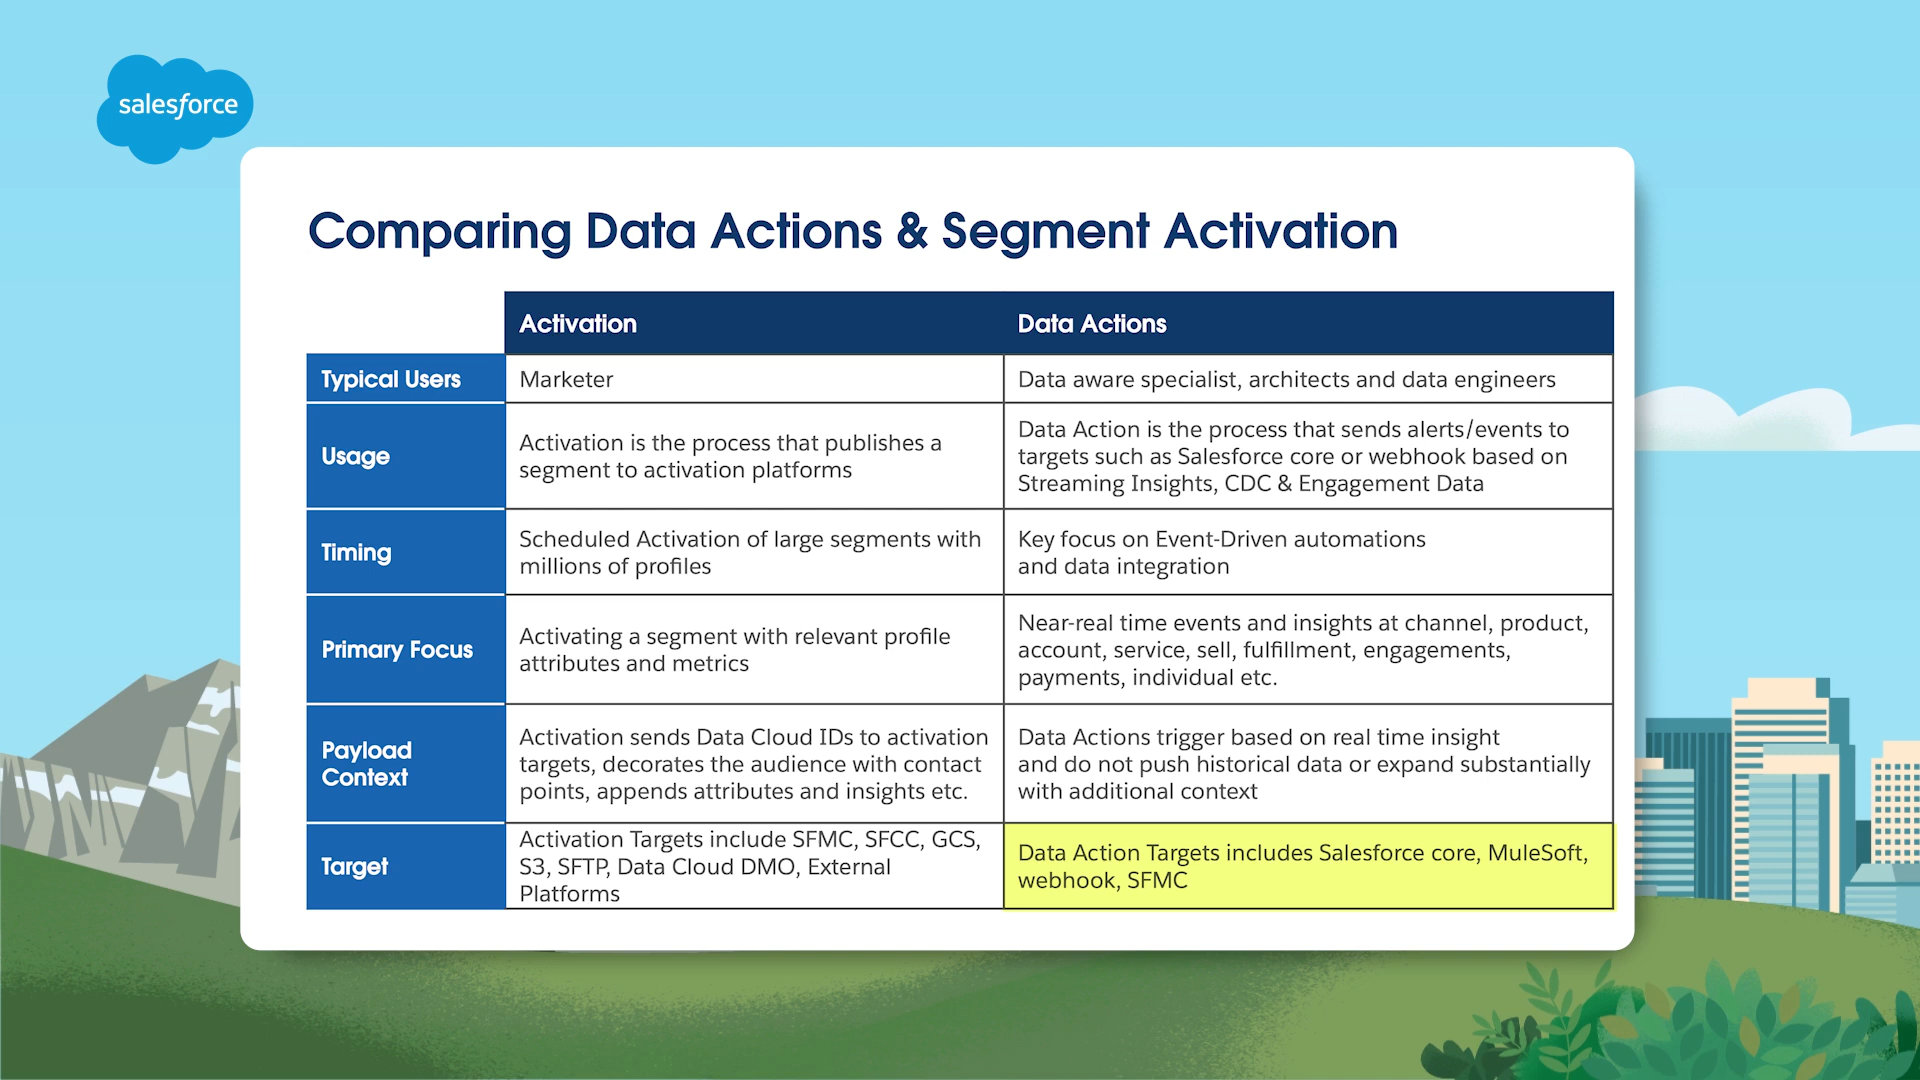 salesforce
Comparing Data Actions & Segment Activation
Activation
Data Actions
Typical Users
Marketer
Data aware specialist, architects and data engineers
Usage
Activation is the process that publishes a
segment to activation platforms
Data Action is the process that sends alerts/events to
targets such as Salesforce core or webhook based on
Streaming Insights, CDC & Engagement Data
Timing
Scheduled Activation of large segments with
millions of profiles
Key focus on Event-Driven automations
and data integration
Primary Focus
Activating a segment with relevant profile
attributes and metrics
Near-real time events and insights at channel, product,
account, service, sell, fulfillment, engagements,
payments, individual etc.
Payload
Context
Activation sends Data Cloud IDs to activation
targets, decorates the audience with contact
points, appends attributes and insights etc.
Data Actions trigger based on real time insight
and do not push historical data or expand substantially
with additional context
Target
Activation Targets include SFMC, SFCC, GCS,
S3, SFTP, Data Cloud DMO, External
Platforms
Data Action Targets includes Salesforce core, MuleSoft,
webhook, SFMC